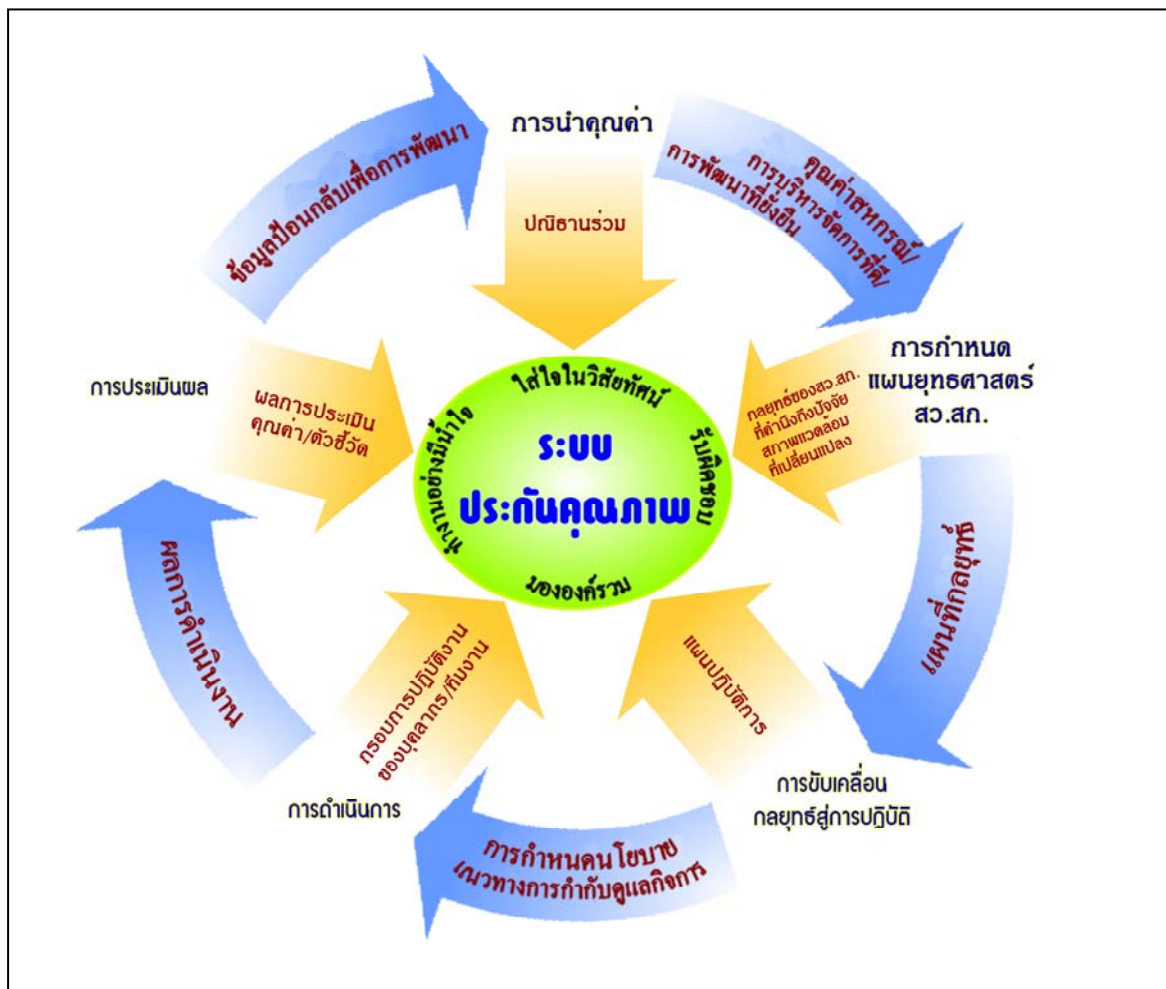 การนำคุณค่า
ปณิธานร่วม
คุณค่าสหกรณ์/
การบริหารจัดการที่ดี/
การพัฒนาที่ยั่งยืน
การกำหนด
แผนยุทธศาสตร์
สว.สก.
กลยุทธ์ของสว.สก.
ที่คำนึงถึงปัจจัย
สภาพแวดล้อม
ที่เปลี่ยนแปลง
แผนที่กลยุทธ์
การขับเคลื่อน
กลยุทธ์สู่การปฏิบัติ
แผนปฏิบัติการ
การกำหนดนโยบาย
แนวทางการกำกับดูแลกิจการ
การดำเนินการ
กรอบการปฏิบัติงาน
ของบุคลากร/ทีมงาน
ผลการดำเนินงาน
การประเมินผล
ผลการประเมิน
คุณค่า/ตัวชี้วัด
ข้อมูลป้อนกลับเพื่อการพัฒนา
ใส่ใจในวิสัยทัศน์
รับผิดชอบ
มององค์รวม
ทำงานอย่างมีน้ำใจ
ระบบ
ประกันคุณภาพ